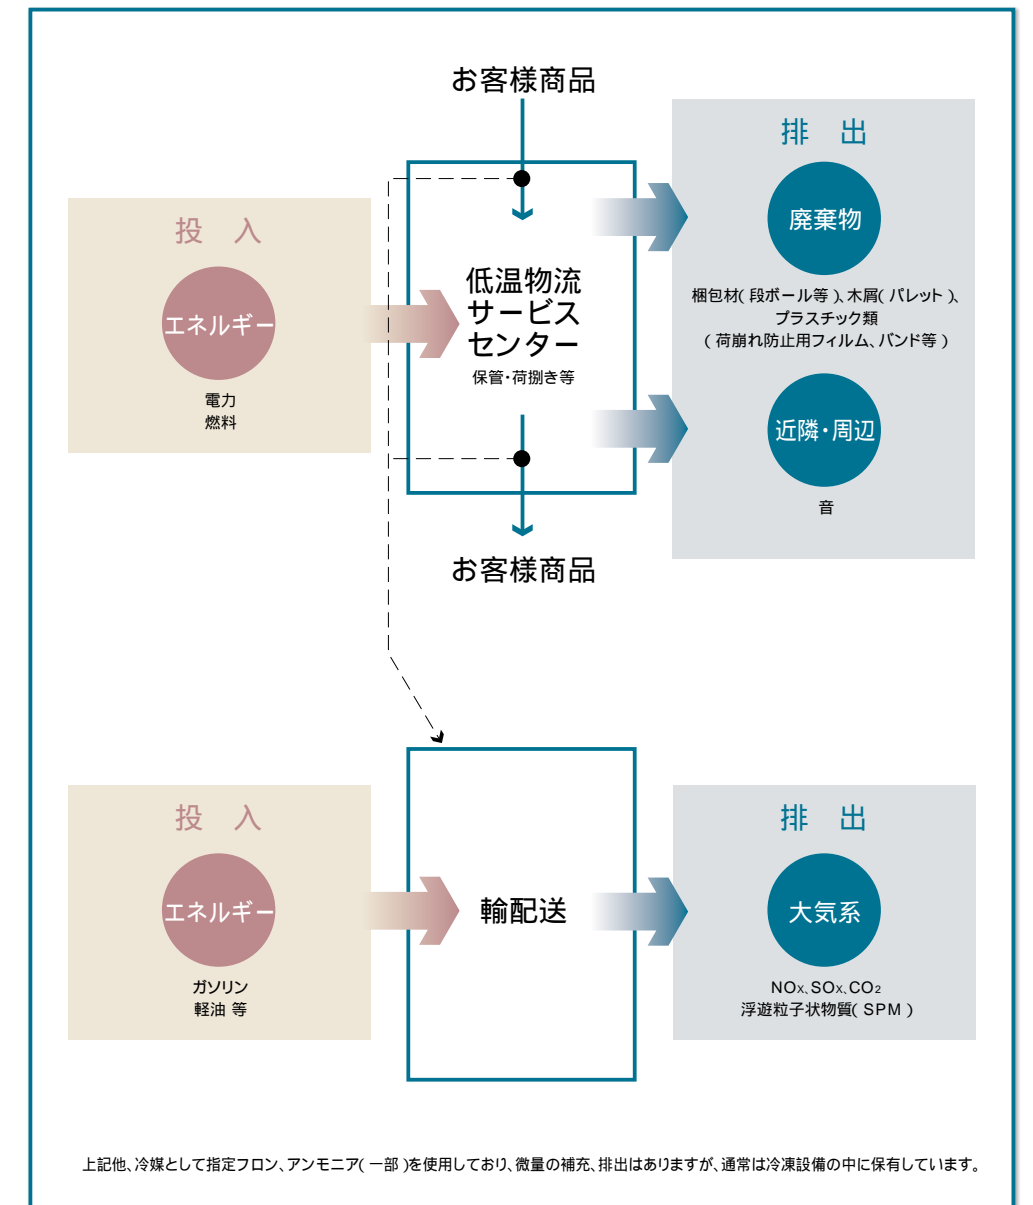 お客様商品
投 入
エネルギー
電力
燃料
低温物流
サービス
センター
保管・荷捌き等
お客様商品
排 出
廃棄物
梱包材(段ボール等)、木屑(パレット)、
プラスチック類
(荷崩れ防止用フィルム、バンド等)
近隣・周辺
音
投 入
エネルギー
ガソリン
軽油 等
輸配送
排 出
大気系
NOx、SOx、CO2
浮遊粒子状物質(SPM)
上記他、冷媒として指定フロン、アンモニア(一部)を使用しており、微量の補充、排出はありますが、通常は冷凍設備の中に保有しています。